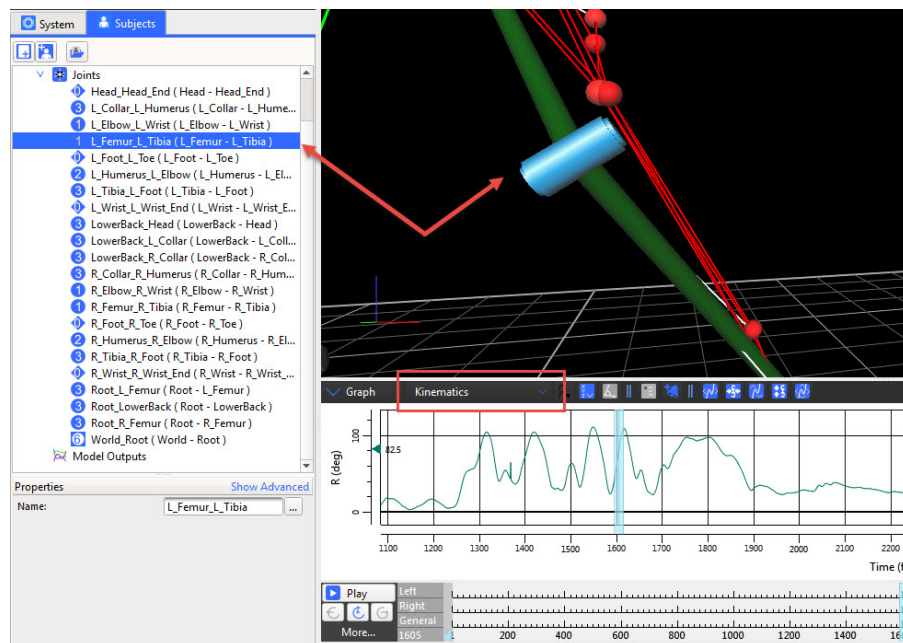 System Subjects
Joints
Head_Head_End ( Head - Head_End )
L_Collar_L_Humerus ( L_Collar - L_Hume...
L_Elbow_L_Wrist ( L_Elbow - L_Wrist )
L_Femur_L_Tibia ( L_Femur - L_Tibia )
L_Foot_L_Toe ( L_Foot - L_Toe )
L_Humerus_L_Elbow ( L_Humerus - L_El...
L_Tibia_L_Foot ( L_Tibia - L_Foot )
L_Wrist_L_Wrist_End ( L_Wrist - L_Wrist_E...
LowerBack_Head ( LowerBack - Head )
LowerBack_L_Collar ( LowerBack - L_Coll...
LowerBack_R_Collar ( LowerBack - R_Col...
R_Collar_R_Humerus ( R_Collar - R_Hum...
R_Elbow_R_Wrist ( R_Elbow - R_Wrist )
R_Femur_R_Tibia ( R_Femur - R_Tibia )
R_Foot_R_Toe ( R_Foot - R_Toe )
R_Humerus_R_Elbow ( R_Humerus - R_El...
R_Tibia_R_Foot ( R_Tibia - R_Foot )
R_Wrist_R_Wrist_End ( R_Wrist - R_Wrist_...
Root_L_Femur ( Root - L_Femur )
Root_LowerBack ( Root - LowerBack )
Root_R_Femur ( Root - R_Femur )
World_Root ( World - Root )
Model Outputs
Properties Show Advanced
Name: L_Femur_L_Tibia ...
Graph Kinematics
R (deg)
100
82.5
0
1100 1200 1300 1400 1500 1600 1700 1800 1900 2000 2100 2200
Time (f
Play
Left
Right
General
More... 1605
1 200 400 600 800 1000 1200 1400 16